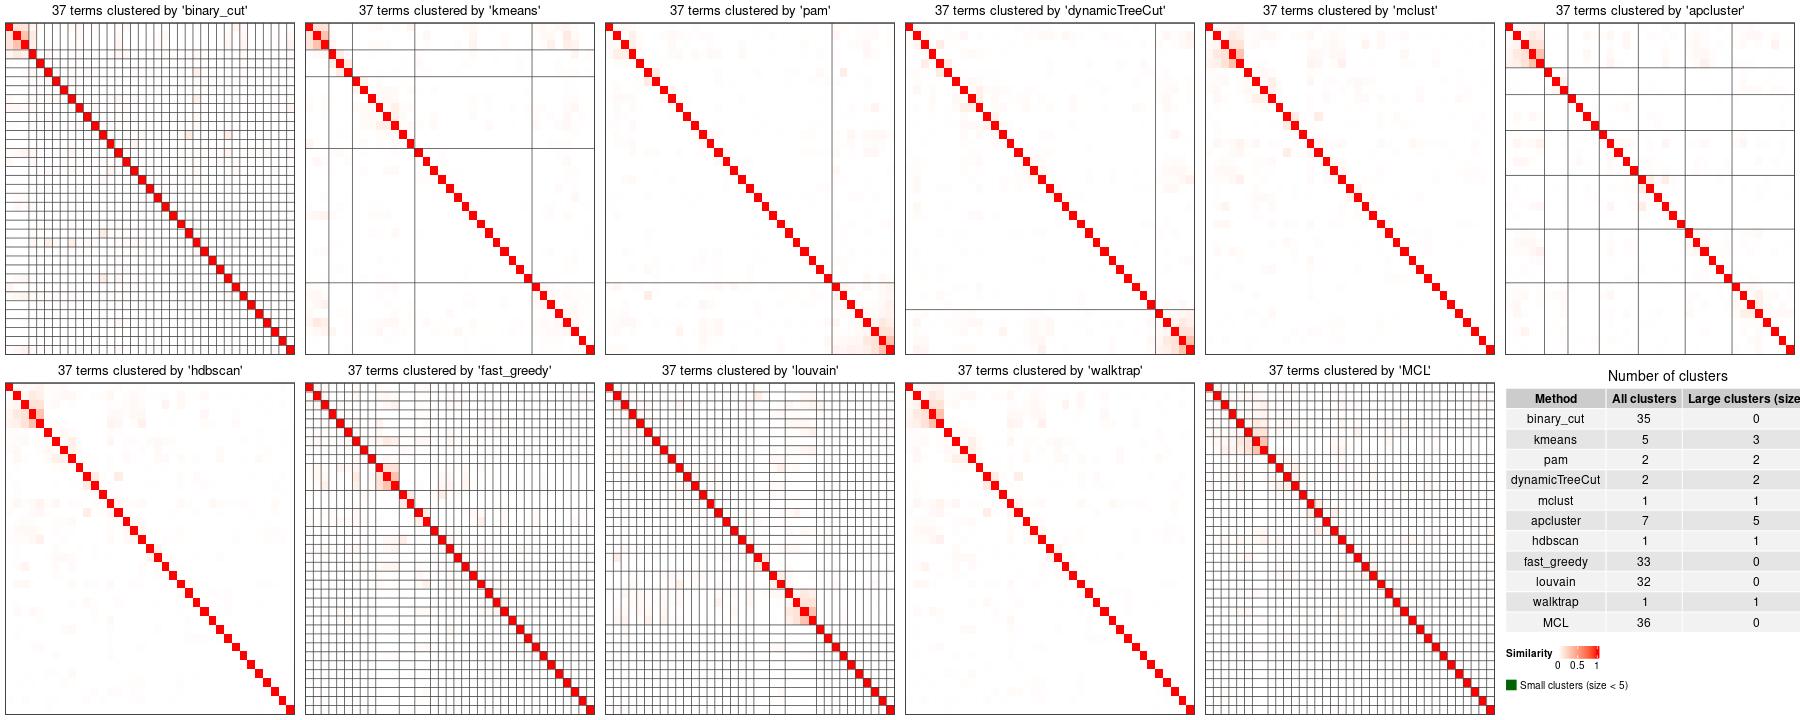 37 terms clustered by 'binary_cut'
37 terms clustered by 'kmeans'
37 terms clustered by 'pam'
37 terms clustered by 'dynamicTreeCut'
37 terms clustered by 'mclust'
37 terms clustered by 'apcluster'
37 terms clustered by 'hdbscan'
37 terms clustered by 'fast_greedy'
37 terms clustered by 'louvain'
37 terms clustered by 'walktrap'
37 terms clustered by 'MCL'
Number of clusters
Method All clusters Large clusters (size
binary_cut 35 0
kmeans 5 3
pam 2 2
dynamicTreeCut 2 2
mclust 1 1
apcluster 7 5
hdbscan 1 1
fast_greedy 33 0
louvain 32 0
walktrap 1 1
MCL 36 0
Similarity
0 0.5 1
Small clusters (size < 5)